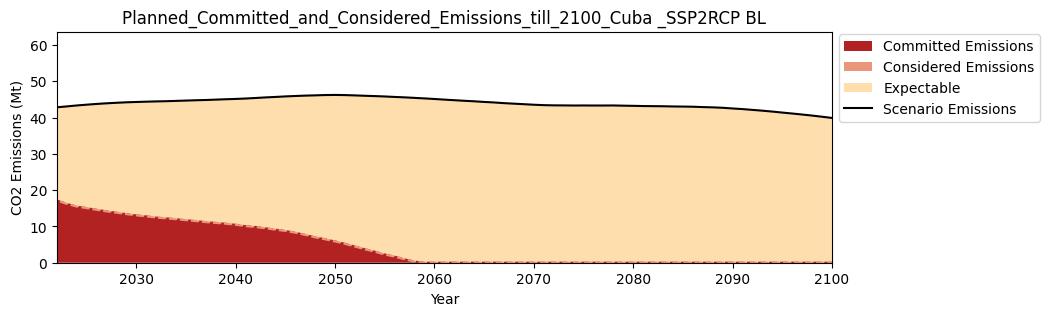 Planned_Committed_and_Considered_Emissions_till_2100_Cuba _SSP2RCP BL
CO2 Emissions (Mt)
60
50
40
30
20
10
0
2030 2040 2050 2060 2070 2080 2090 2100
Year
Committed Emissions
Considered Emissions
Expectable
Scenario Emissions